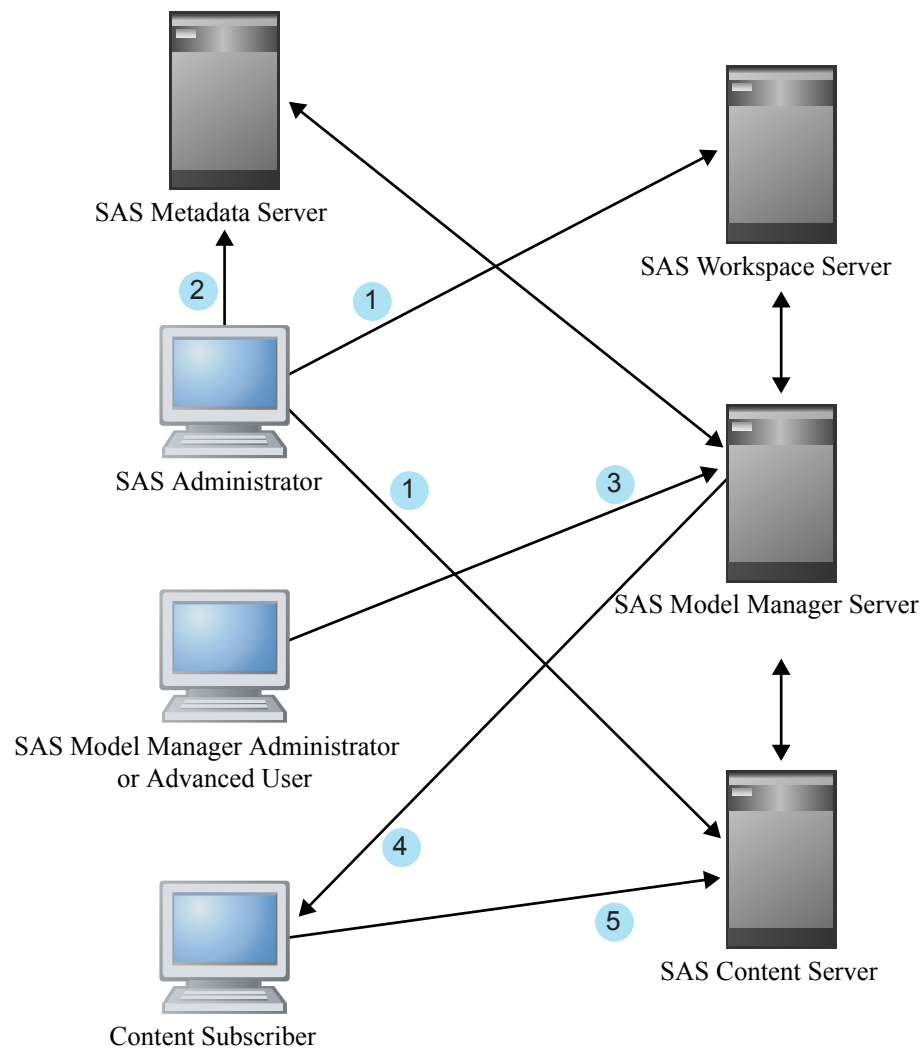 SAS Metadata Server
SAS Workspace Server
2
1
SAS Administrator
1
3
SAS Model Manager Server
SAS Model Manager Administrator
or Advanced User
4
5
SAS Content Server
Content Subscriber